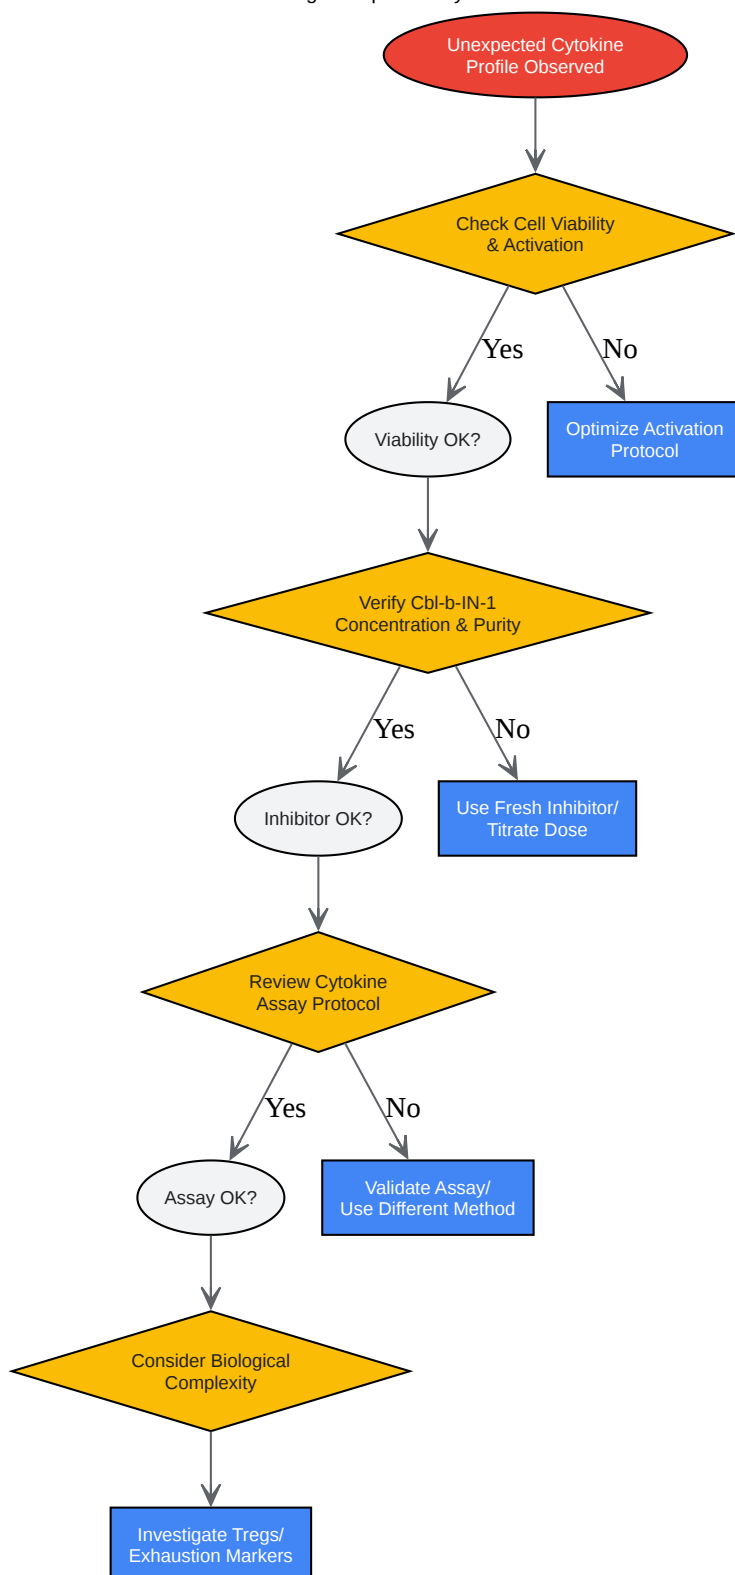 Unexpected Cytokine
Profile Observed
Check Cell Viability
& Activation
Yes
No
Viability OK?
Optimize Activation
Protocol
Verify Cbl-b-IN-1
Concentration & Purity
Yes
No
Inhibitor OK?
Use Fresh Inhibitor/
Titrate Dose
Review Cytokine
Assay Protocol
Yes
No
Assay OK?
Validate Assay/
Use Different Method
Consider Biological
Complexity
Investigate Tregs/
Exhaustion Markers